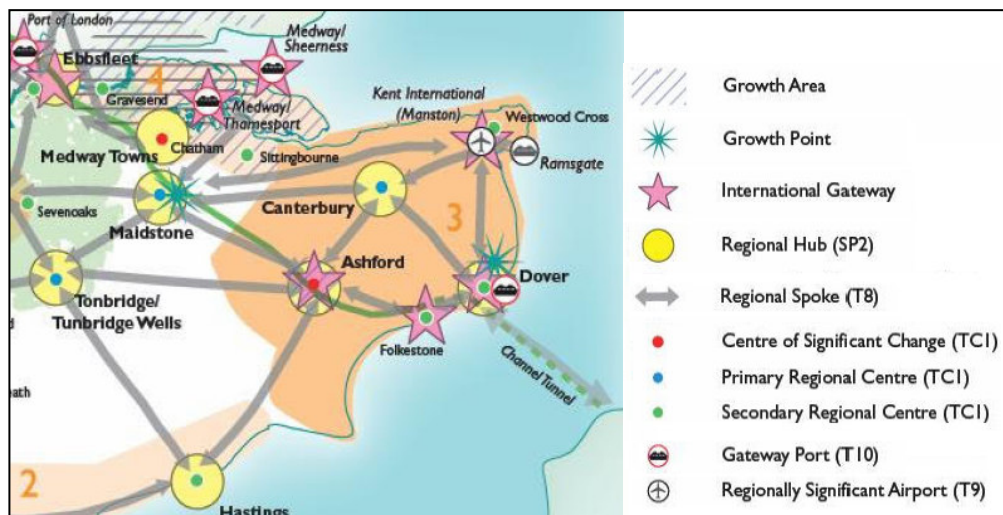 Port of London
Medway/
Sheerness
Ebbsfleet
4
Gravesend
Medway/
Thamesport
Kent International
(Manston)
Westwood Cross
Ramsgate
Medway Towns
Chatham
Sittingbourne
Sevenoaks
Maidstone
Canterbury
3
Ashford
Dover
Tonbridge/
Tunbridge Wells
Folkestone
Channel Tunnel
2
Hastings
Growth Area
Growth Point
International Gateway
Regional Hub (SP2)
Regional Spoke (T8)
Centre of Significant Change (TC1)
Primary Regional Centre (TC1)
Secondary Regional Centre (TC1)
Gateway Port (T10)
Regionally Significant Airport (T9)